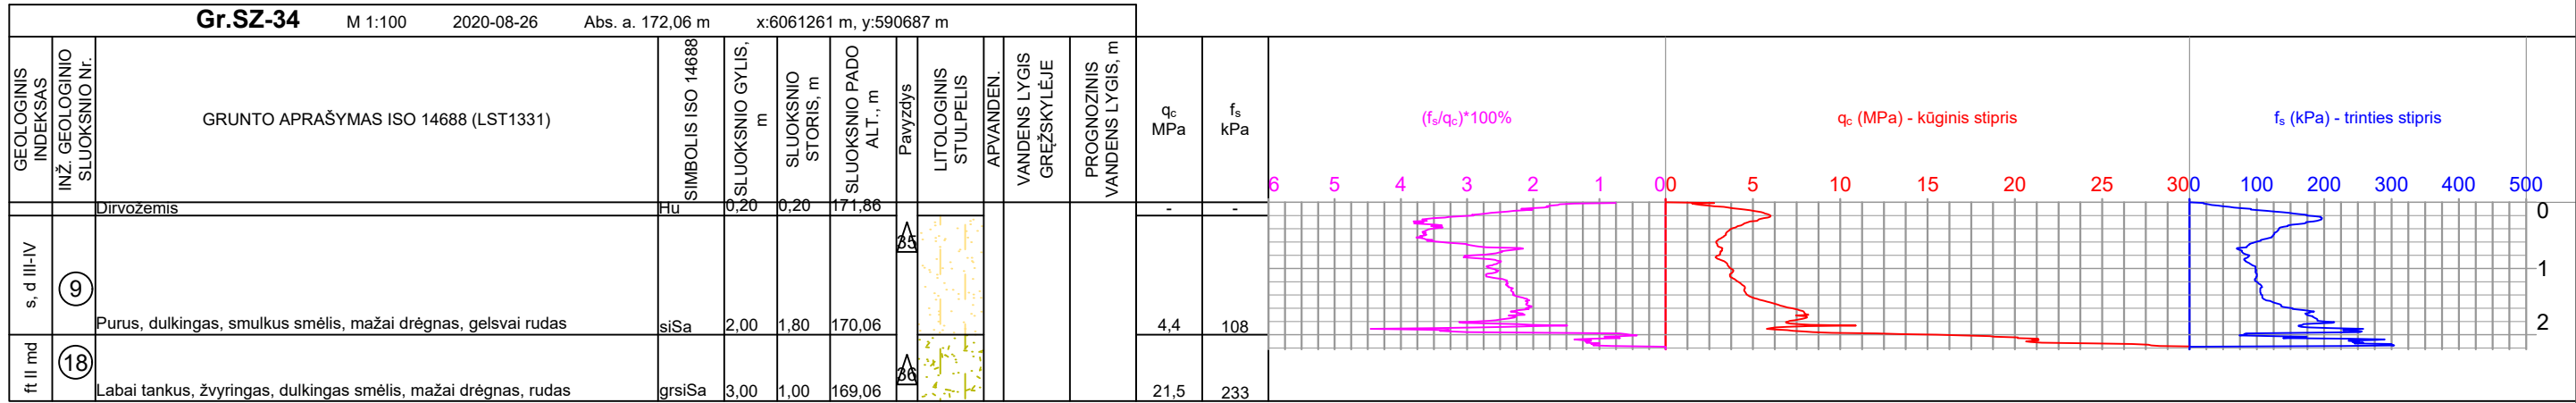 Gr.SZ-34 M 1:100 2020-08-26 Abs. a. 172,06 m x:6061261 m, y:590687 m
GEOLOGINIS
INDEKSAS
INŽ. GEOLOGINIO
SLUOKSNIO Nr.
GRUNTO APRAŠYMAS ISO 14688 (LST1331)
SIMBOLIS ISO 14688
SLUOKSNIO GYLIS,
m
SLUOKSNIO
STORIS, m
SLUOKSNIO PADO
ALT., m
Pavyzdys
LITOLOGINIS
STULPELIS
APVANDEN.
VANDENS LYGIS
GRĘŽSKYLĖJE
PROGNOZINIS
VANDENS LYGIS, m
qc
MPa
fs
kPa
(fs/qc)*100%
qc (MPa) - kūginis stipris
fs (kPa) - trinties stipris
6 5 4 3 2 1 0
0 5 10 15 20 25 30
0 100 200 300 400 500
Dirvožemis Hu 0,20 0,20 171,86 - -
0
35
s, d III-IV
9
1
Purus, dulkingas, smulkus smėlis, mažai drėgnas, gelsvai rudas siSa 2,00 1,80 170,06 4,4 108
2
ft II md
18
36
Labai tankus, žvyringas, dulkingas smėlis, mažai drėgnas, rudas grsiSa 3,00 1,00 169,06 21,5 233